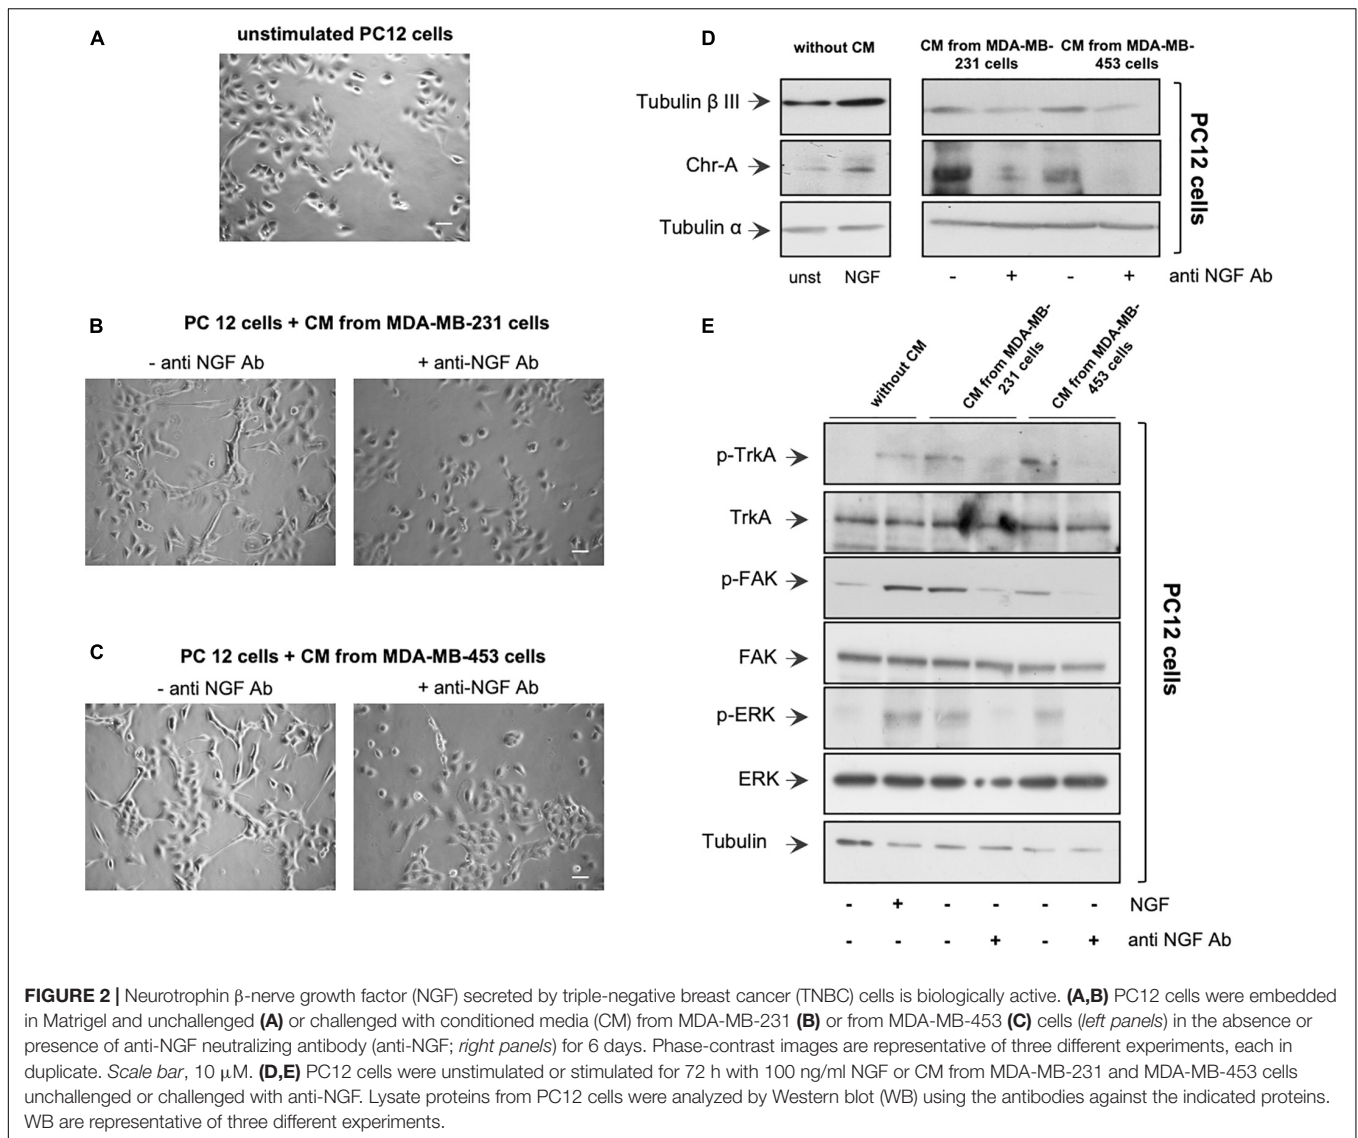 A
unstimulated PC12 cells
B
PC 12 cells + CM from MDA-MB-231 cells
- anti NGF Ab
+ anti-NGF Ab
C
PC 12 cells + CM from MDA-MB-453 cells
- anti NGF Ab
+ anti-NGF Ab
D
without CM
CM from MDA-MB-
231 cells
CM from MDA-MB-
453 cells
Tubulin β III
Chr-A
Tubulin α
unst NGF
- + - + anti NGF Ab
PC12 cells
E
without CM
CM from MDA-MB-
231 cells
CM from MDA-MB-
453 cells
p-TrkA
TrkA
p-FAK
FAK
p-ERK
ERK
Tubulin
PC12 cells
- + - - - - NGF
- - - + - + anti NGF Ab
FIGURE 2 | Neurotrophin β-nerve growth factor (NGF) secreted by triple-negative breast cancer (TNBC) cells is biologically active. (A,B) PC12 cells were embedded
in Matrigel and unchallenged (A) or challenged with conditioned media (CM) from MDA-MB-231 (B) or from MDA-MB-453 (C) cells (left panels) in the absence or
presence of anti-NGF neutralizing antibody (anti-NGF; right panels) for 6 days. Phase-contrast images are representative of three different experiments, each in
duplicate. Scale bar, 10 μM. (D,E) PC12 cells were unstimulated or stimulated for 72 h with 100 ng/ml NGF or CM from MDA-MB-231 and MDA-MB-453 cells
unchallenged or challenged with anti-NGF. Lysate proteins from PC12 cells were analyzed by Western blot (WB) using the antibodies against the indicated proteins.
WB are representative of three different experiments.